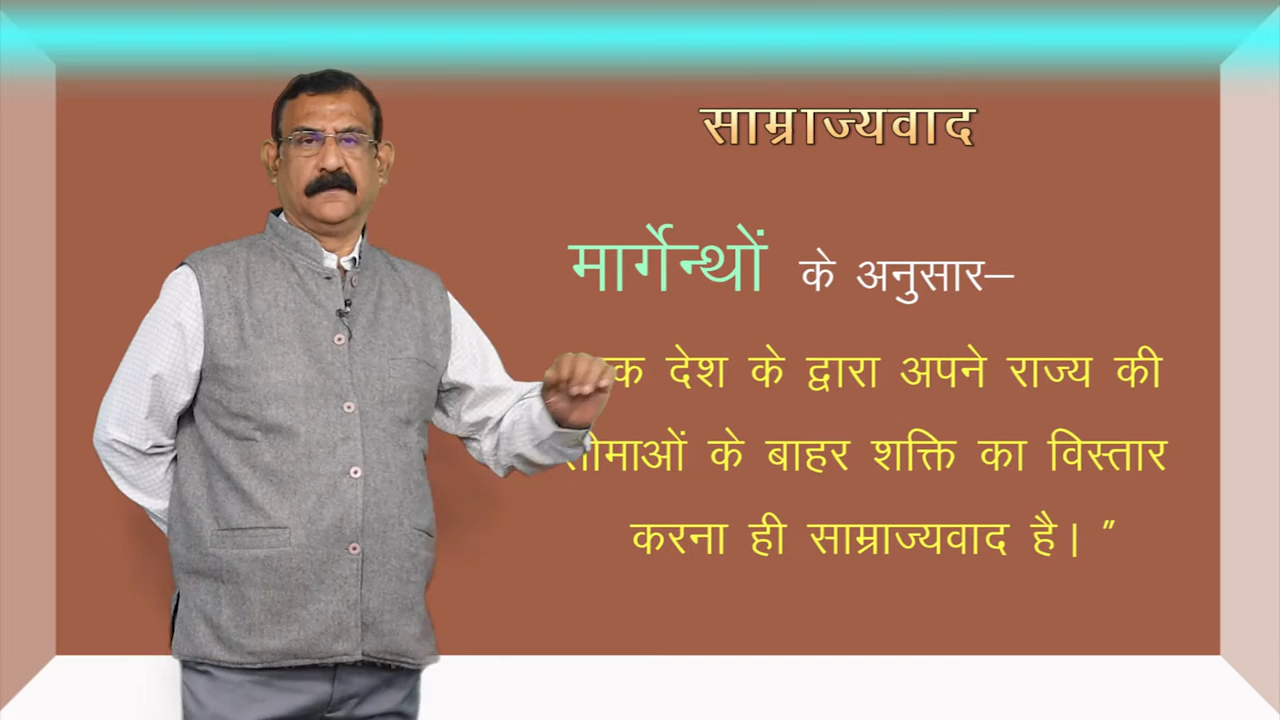 साम्राज्यवाद
मार्गेन्थों के अनुसार–
देश के द्वारा अपने राज्य की
के बाहर शक्ति का विस्तार
करना ही साम्राज्यवाद है। ”